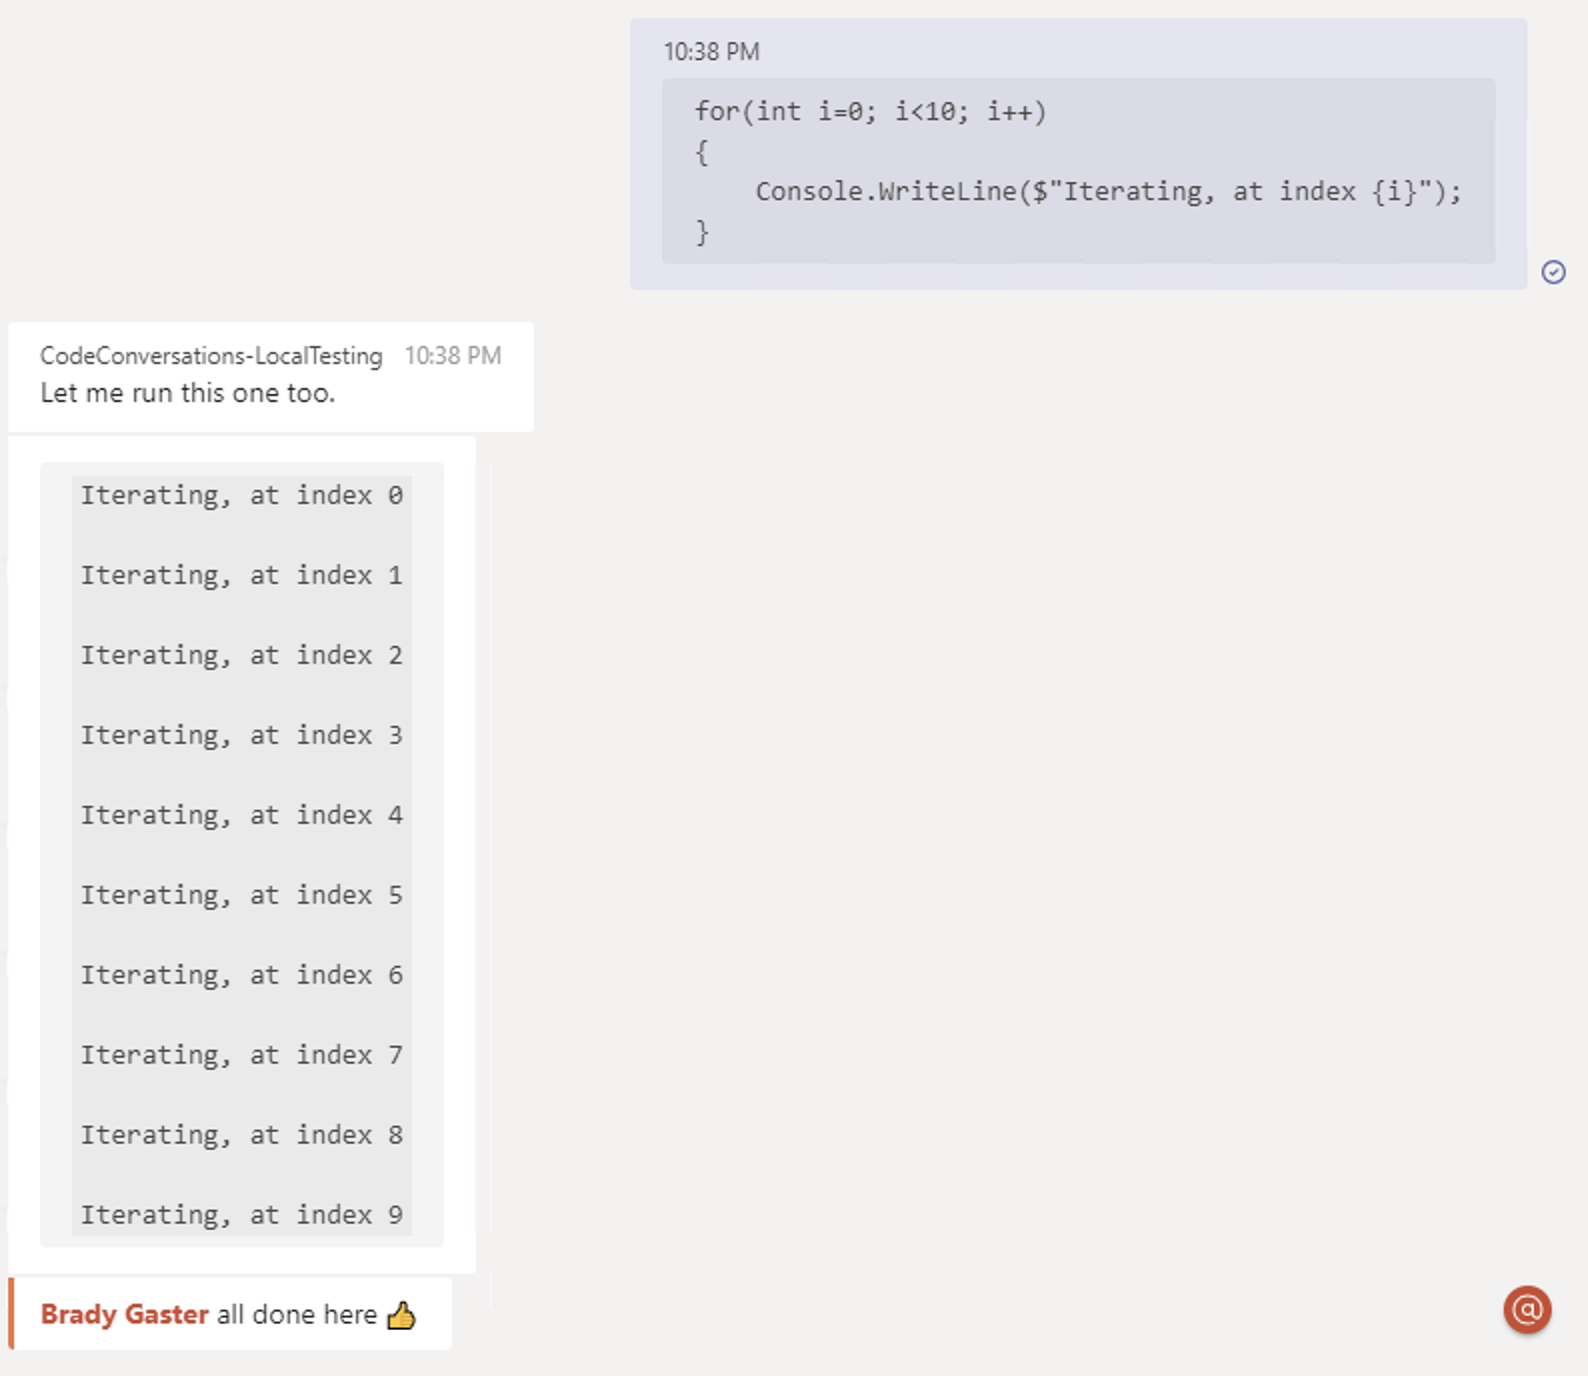 10:38 PM
for(int i=0; i<10; i++)
{
    Console.WriteLine($"Iterating, at index {i}");
}
CodeConversations-LocalTesting 10:38 PM
Let me run this one too.
Iterating, at index 0
Iterating, at index 1
Iterating, at index 2
Iterating, at index 3
Iterating, at index 4
Iterating, at index 5
Iterating, at index 6
Iterating, at index 7
Iterating, at index 8
Iterating, at index 9
Brady Gaster all done here 👍
@